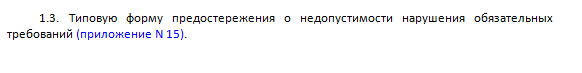 1.3. Типовую форму предостережения о недопустимости нарушения обязательных
требований (приложение N 15).